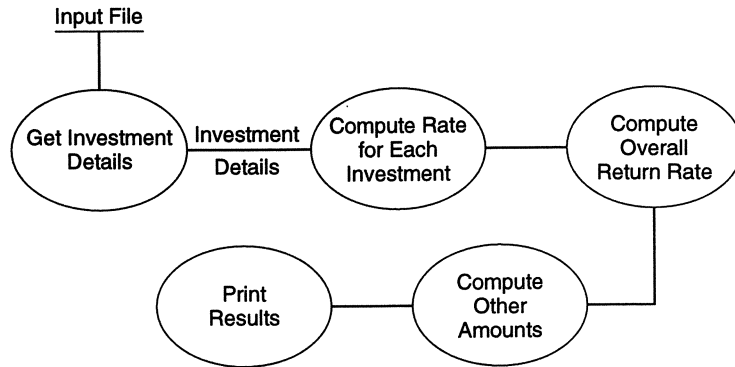 Input File
Get Investment
Details
Investment
Details
Compute Rate
for Each
Investment
Compute
Overall
Return Rate
Print
Results
Compute
Other
Amounts